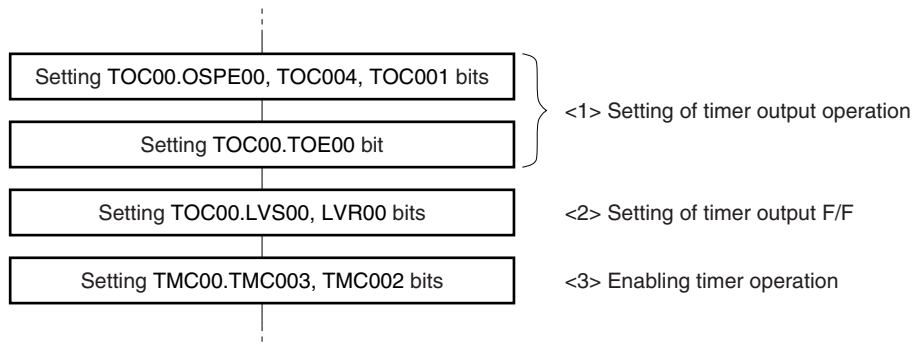 Setting TOC00.OSPE00, TOC004, TOC001 bits
<1> Setting of timer output operation
Setting TOC00.TOE00 bit
Setting TOC00.LVS00, LVR00 bits
<2> Setting of timer output F/F
Setting TMC00.TMC003, TMC002 bits
<3> Enabling timer operation